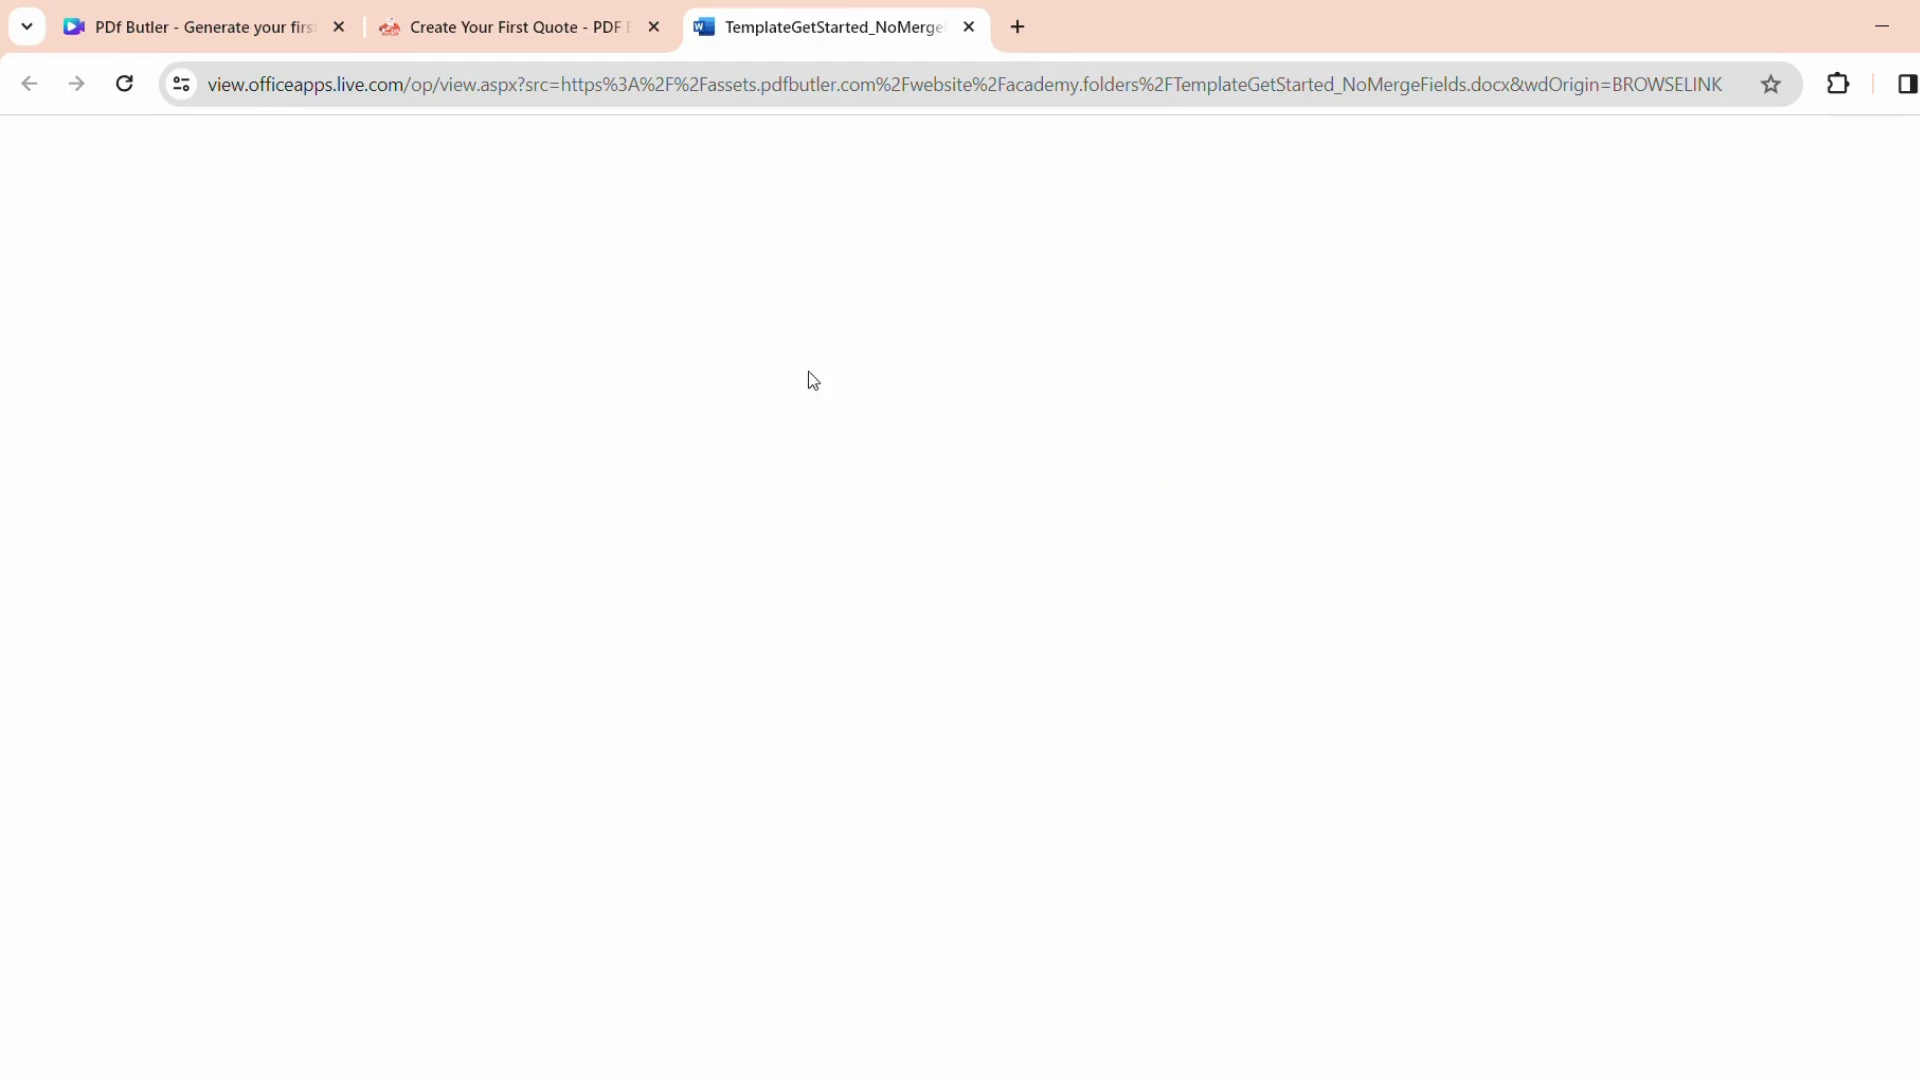 PDf Butler - Generate your firs
Create Your First Quote - PDF
TemplateGetStarted_NoMerge
view.officeapps.live.com/op/view.aspx?src=https%3A%2F%2Fassets.pdfbutler.com%2Fwebsite%2Facademy.folders%2FTemplateGetStarted_NoMergeFields.docx&wdOrigin=BROWSELINK